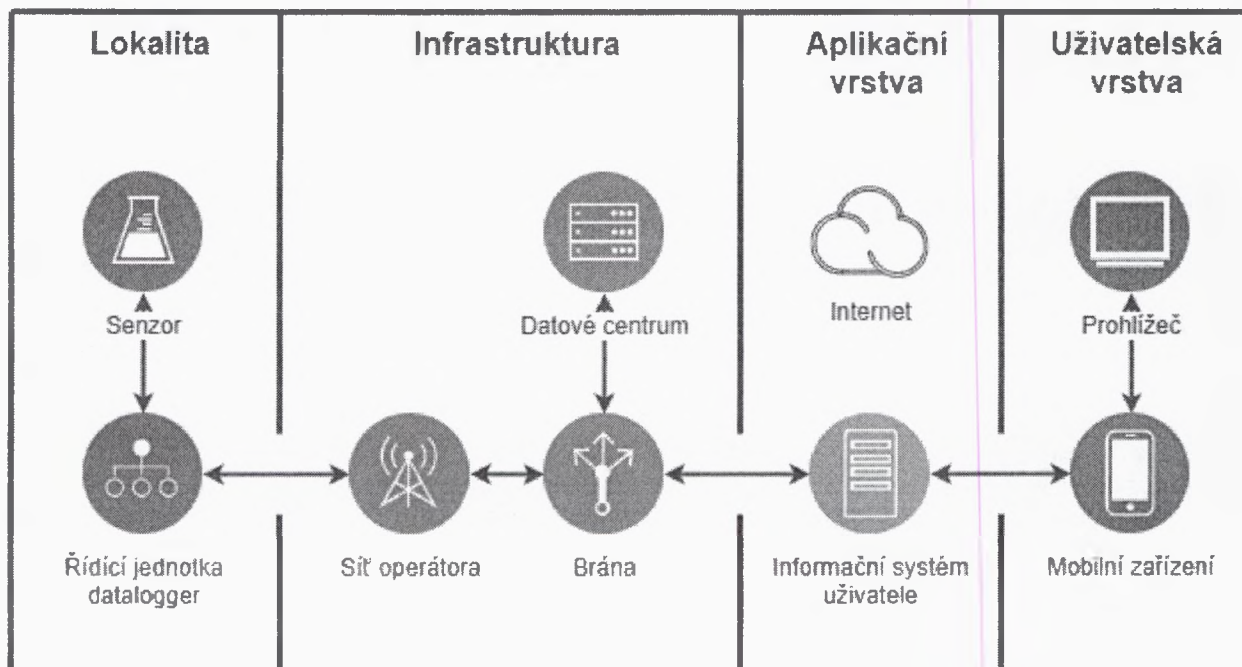 Lokalita
Infrastruktura
Aplikační
vrstva
Uživatelská
vrstva
Senzor
Datové centrum
Internet
Prohlížeč
Řídící jednotka
datalogger
Síť operátora
Brána
Informační systém
uživatele
Mobilní zařízení